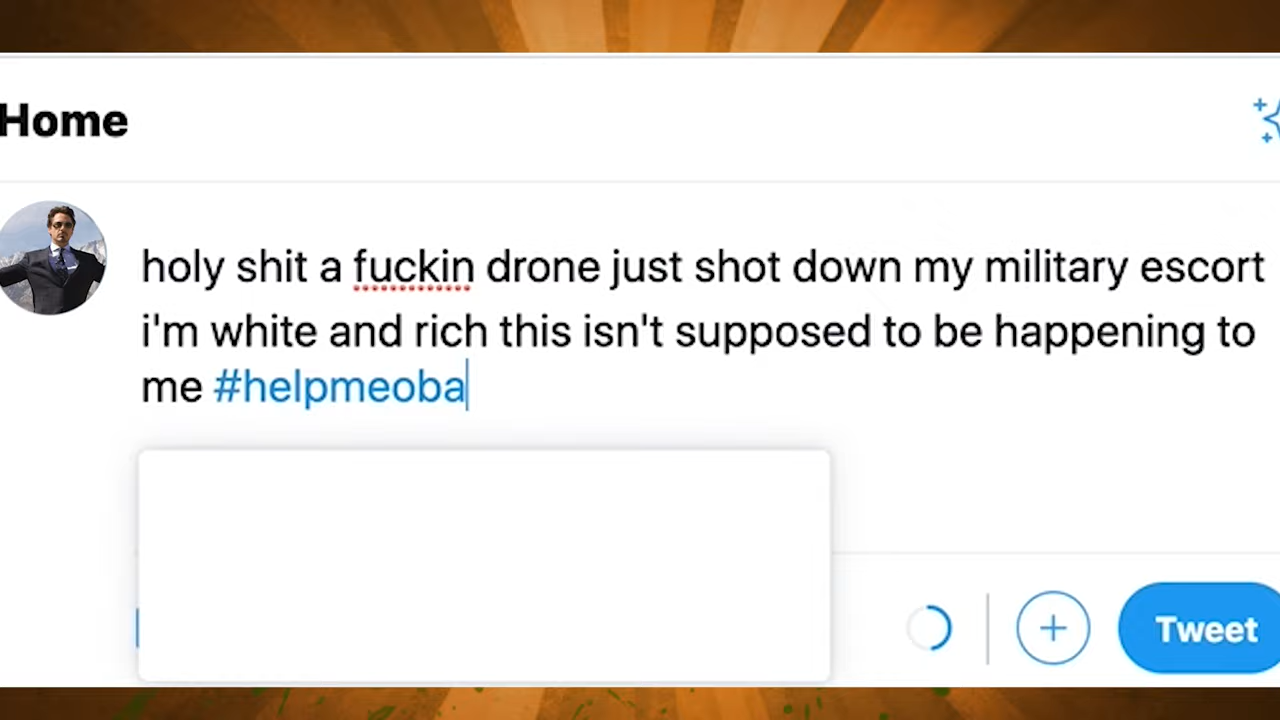 Home
holy shit a fuckin drone just shot down my military escort
i'm white and rich this isn't supposed to be happening to
me #helpmeoba
Tweet